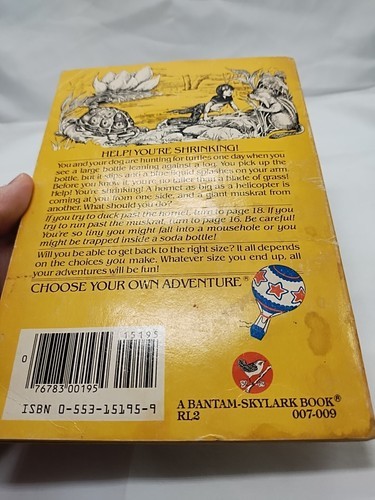 HELP! YOU'RE SHRINKING!
You and your dog are hunting for turtles one day when you
see a large bottle leaning against a log. You pick up the
bottle, but it slips and a blue liquid splashes on your arm.
Before you know it, you're no taller than a blade of grass!
Help! You're shrinking! A hornet as big as a helicopter is
coming at you from one side, and a giant muskrat from
another. What should you do?
If you try to duck past the hornet, turn to page 18. If you
try to run past the muskrat, turn to page 16. Be careful!
You're so tiny you might fall into a mousehole or you
might be trapped inside a soda bottle!
Will you be able to get back to the right size? It all depends
on the choices you make. Whatever size you end up, all
your adventures will be fun!
CHOOSE YOUR OWN ADVENTURE®
15195
0
76783 00195
ISBN 0-553-15195-9
A BANTAM-SKYLARK BOOK®
RL2 007-009